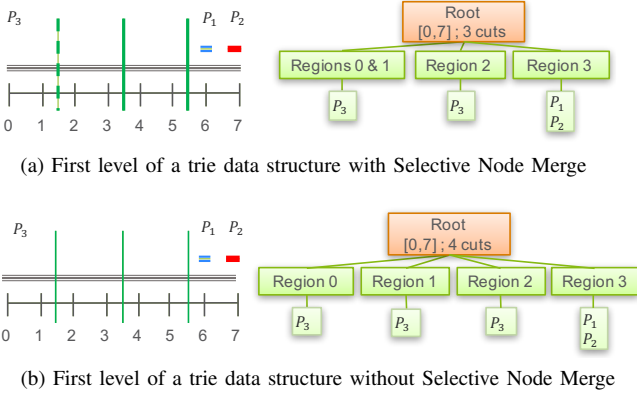 P3
P1 P2
0 1 2 3 4 5 6 7
Root
[0,7] ; 3 cuts
Regions 0 & 1 Region 2 Region 3
P3 P3 P1
P2
(a) First level of a trie data structure with Selective Node Merge
P3
P1 P2
0 1 2 3 4 5 6 7
Root
[0,7] ; 4 cuts
Region 0 Region 1 Region 2 Region 3
P3 P3 P3 P1
P2
(b) First level of a trie data structure without Selective Node Merge